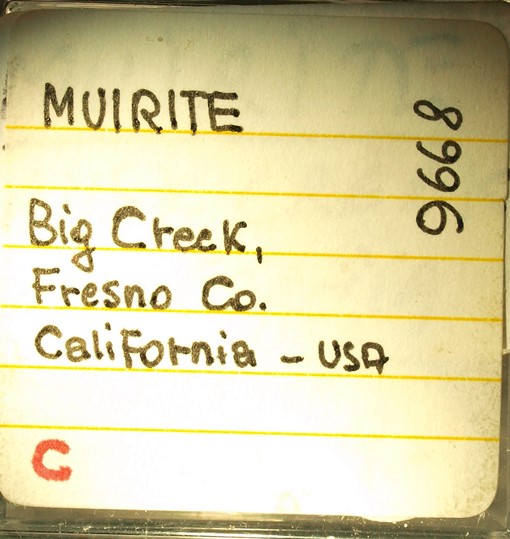 MUIRITE
9668
Big Creek,
Fresno Co.
California - USA
C